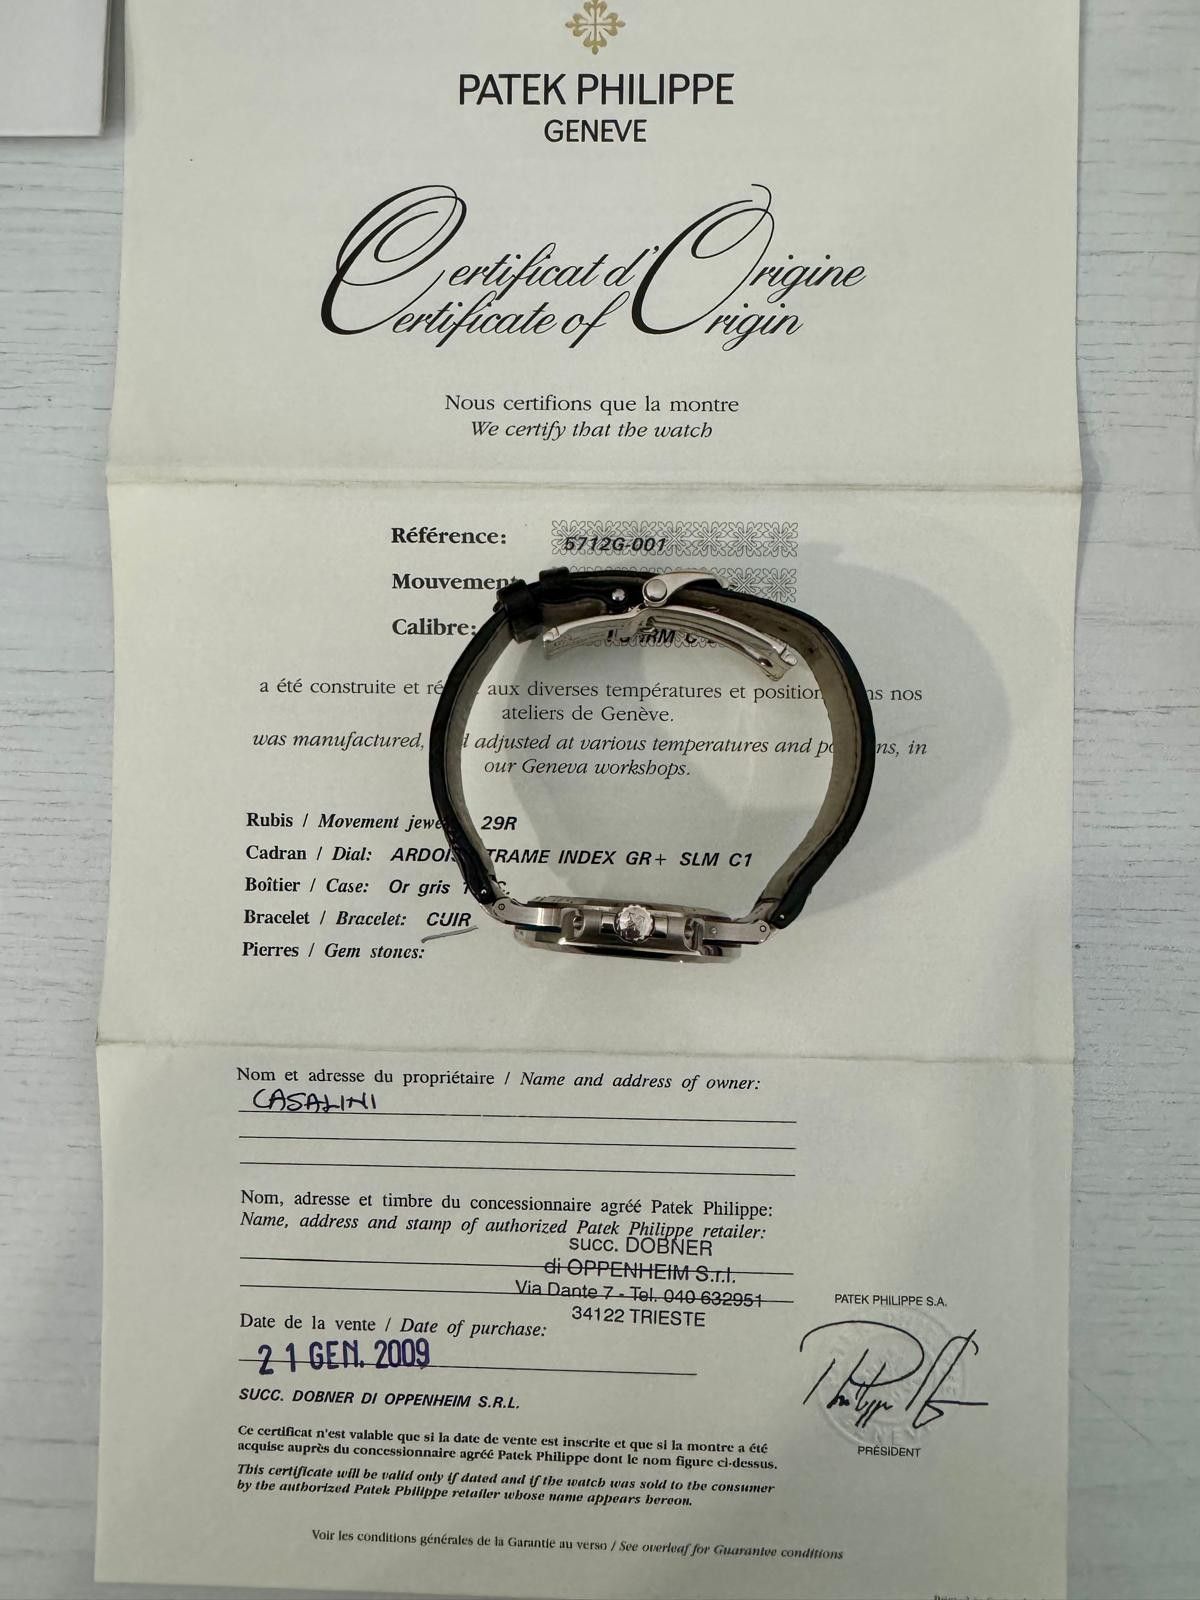 PATEK PHILIPPE
GENEVE
Certificat d'Origine
Certificate of Origin
Nous certifions que la montre
We certify that the watch
Référence: 5712G-001
Mouvement
Calibre:
a été construite et ré aux diverses températures et position ns nos
ateliers de Genève.
was manufactured, d adjusted at various temperatures and po ns, in
our Geneva workshops.
Rubis / Movement jewe 29R
Cadran / Dial: ARDOIS TRAME INDEX GR+ SLM C1
Boîtier / Case: Or gris
Bracelet / Bracelet: CUIR
Pierres / Gem stones:
Nom et adresse du propriétaire / Name and address of owner:
CASALINI
Nom, adresse et timbre du concessionnaire agréé Patek Philippe:
Name, address and stamp of authorized Patek Philippe retailer:
succ. DOBNER
di OPPENHEIM S.r.l.
Via Dante 7 - Tel. 040 632951
34122 TRIESTE
Date de la vente / Date of purchase:
21 GEN. 2009
SUCC. DOBNER DI OPPENHEIM S.R.L.
PATEK PHILIPPE S.A.
PRÉSIDENT
Ce certificat n'est valable que si la date de vente est inscrite et que si la montre a été
acquise auprès du concessionnaire agréé Patek Philippe dont le nom figure ci-dessus.
This certificate will be valid only if dated and if the watch was sold to the consumer
by the authorized Patek Philippe retailer whose name appears hereon.
Voir les conditions générales de la Garantie au verso / See overleaf for Guarantee conditions